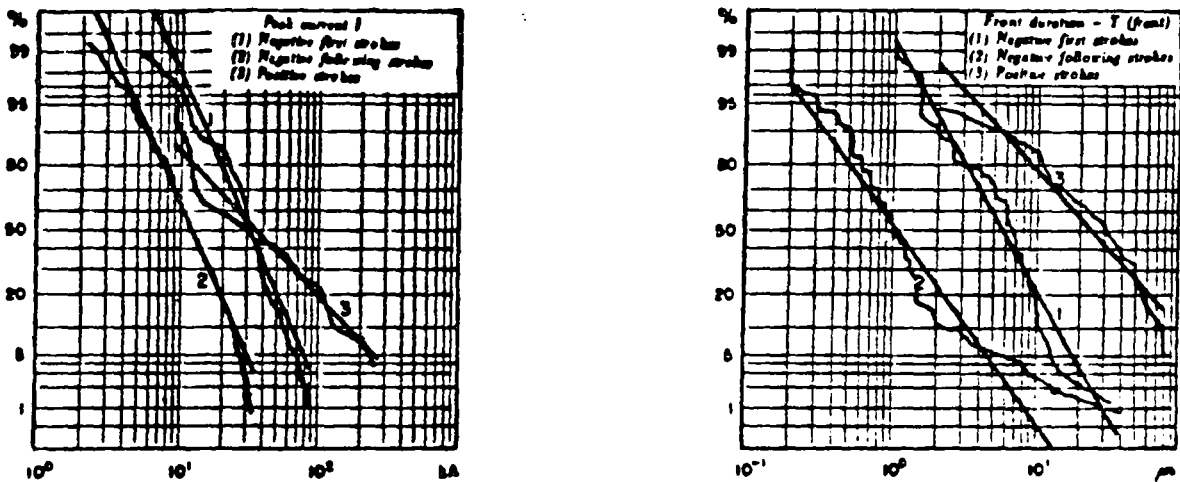 %
Peak current I
(1) Negative first strokes
(2) Negative following strokes
(3) Positive strokes
99
95
80
50
20
5
1
1
2
3
10⁰
10¹
10²
kA
%
Front duration - T (front)
(1) Negative first strokes
(2) Negative following strokes
(3) Positive strokes
99
95
80
50
20
5
1
3
2
1
10⁻¹
10⁰
10¹
µs